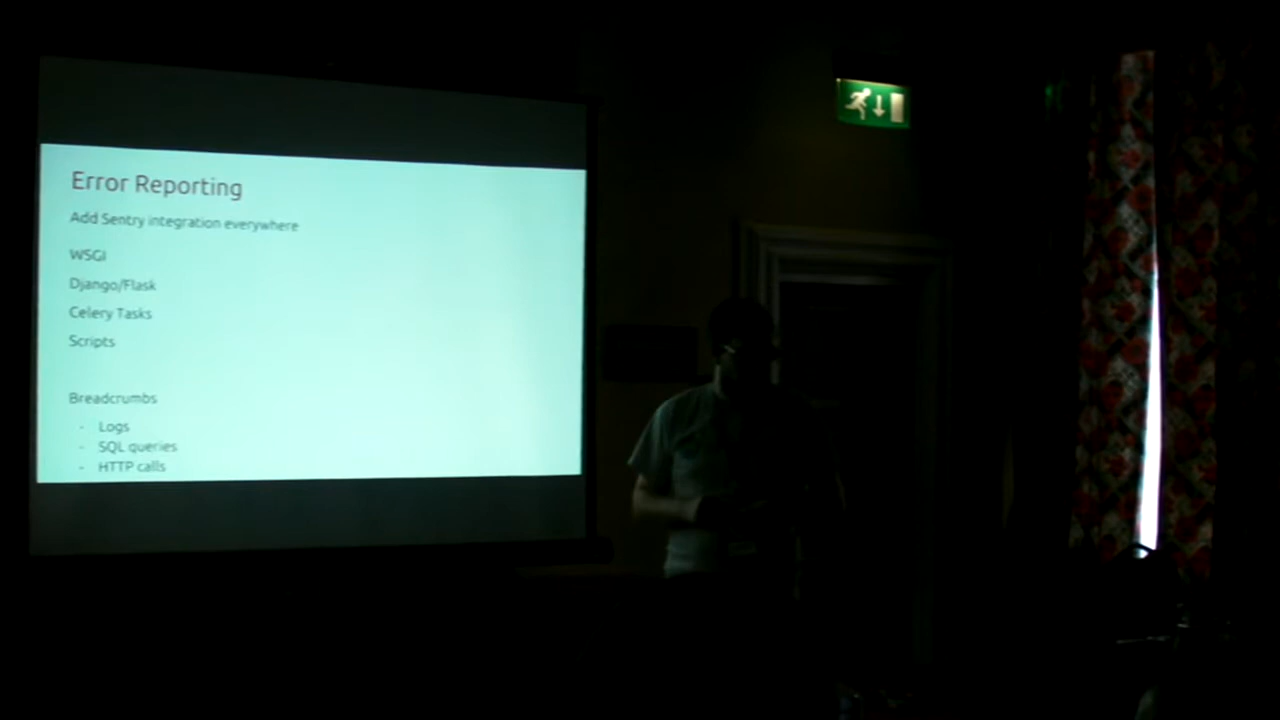 Error Reporting
Add Sentry integration everywhere
WSGI
Django/Flask
Celery Tasks
Scripts
Breadcrumbs
- Logs
- SQL queries
- HTTP calls